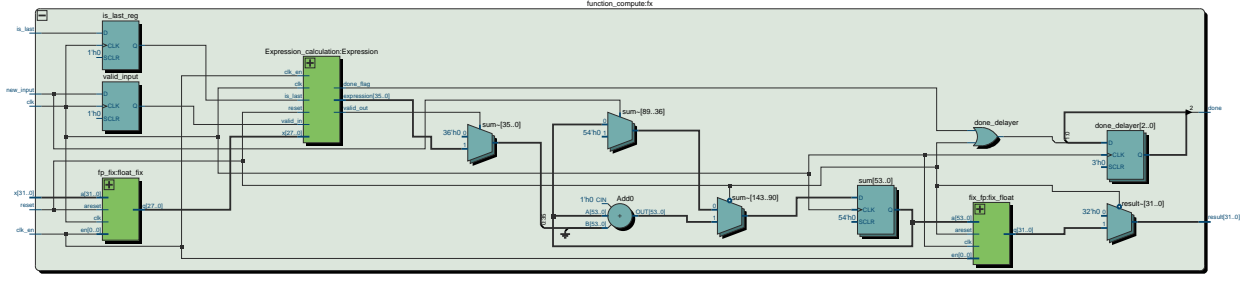 function_compute:fx
is_last_reg
is_last
D
CLK
Q
1'h0
SCLR
valid_input
new_input
clk
D
CLK
Q
1'h0
SCLR
Expression_calculation:Expression
clk_en
clk
is_last
reset
valid_in
x[27..0]
done_flag
expression[35..0]
valid_out
sum~[35..0]
36'h0
0
1
sum~[89..36]
0
54'h0
1
done_delayer
done_delayer[2..0]
1:0
D
CLK
Q
3'h0
SCLR
2
done
fp_fix:float_fix
x[31..0]
reset
clk_en
a[31..0]
areset
clk
en[0..0]
q[27..0]
Add0
1'h0
CIN
A[53..0]
B[53..0]
+
OUT[53..0]
sum~[143..90]
0
1
sum[53..0]
D
CLK
Q
54'h0
SCLR
fix_fp:fix_float
a[53..0]
areset
clk
en[0..0]
q[31..0]
result~[31..0]
32'h0
0
1
result[31..0]